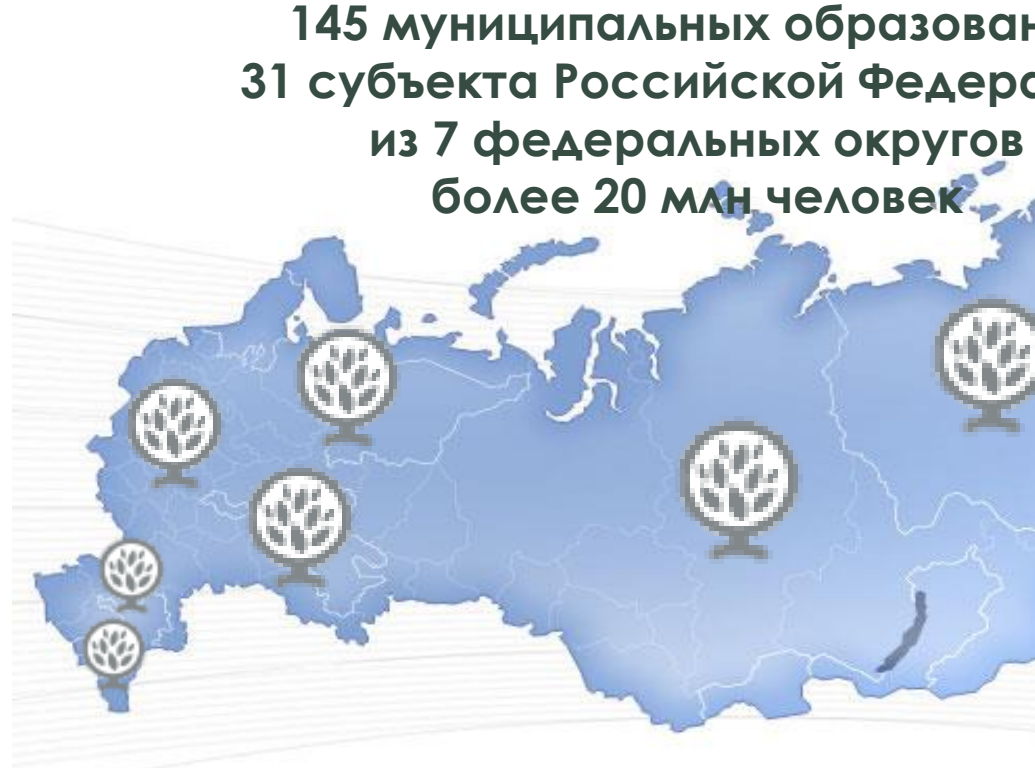 145 муниципальных образован
31 субъекта Российской Федера
из 7 федеральных округов
более 20 млн человек